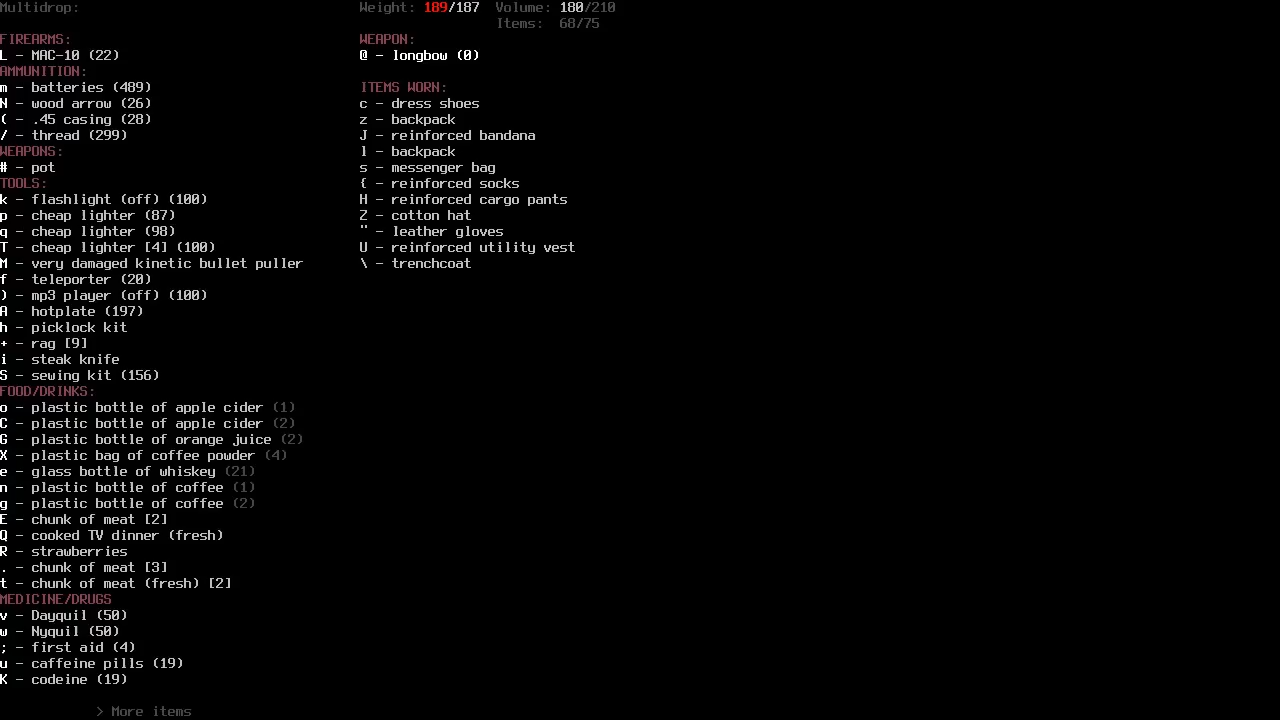 Multidrop:
Weight: 189/187 Volume: 180/210
Items: 68/75
FIREARMS:
L - MAC-10 (22)
AMMUNITION:
m - batteries (489)
N - wood arrow (26)
( - .45 casing (28)
/ - thread (299)
WEAPONS:
# - pot
TOOLS:
k - flashlight (off) (100)
p - cheap lighter (87)
q - cheap lighter (98)
T - cheap lighter [4] (100)
M - very damaged kinetic bullet puller
f - teleporter (20)
) - mp3 player (off) (100)
A - hotplate (197)
h - picklock kit
+ - rag [9]
i - steak knife
S - sewing kit (156)
FOOD/DRINKS:
o - plastic bottle of apple cider (1)
C - plastic bottle of apple cider (2)
G - plastic bottle of orange juice (2)
X - plastic bag of coffee powder (4)
e - glass bottle of whiskey (21)
n - plastic bottle of coffee (1)
g - plastic bottle of coffee (2)
E - chunk of meat [2]
Q - cooked TV dinner (fresh)
R - strawberries
. - chunk of meat [3]
t - chunk of meat (fresh) [2]
MEDICINE/DRUGS
v - Dayquil (50)
w - Nyquil (50)
; - first aid (4)
u - caffeine pills (19)
K - codeine (19)
> More items
WEAPON:
@ - longbow (0)
ITEMS WORN:
c - dress shoes
z - backpack
J - reinforced bandana
l - backpack
s - messenger bag
{ - reinforced socks
H - reinforced cargo pants
Z - cotton hat
" - leather gloves
U - reinforced utility vest
\ - trenchcoat